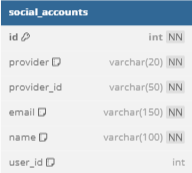 social_accounts
id int NN
provider varchar(20) NN
provider_id varchar(50) NN
email varchar(150) NN
name varchar(100) NN
user_id int